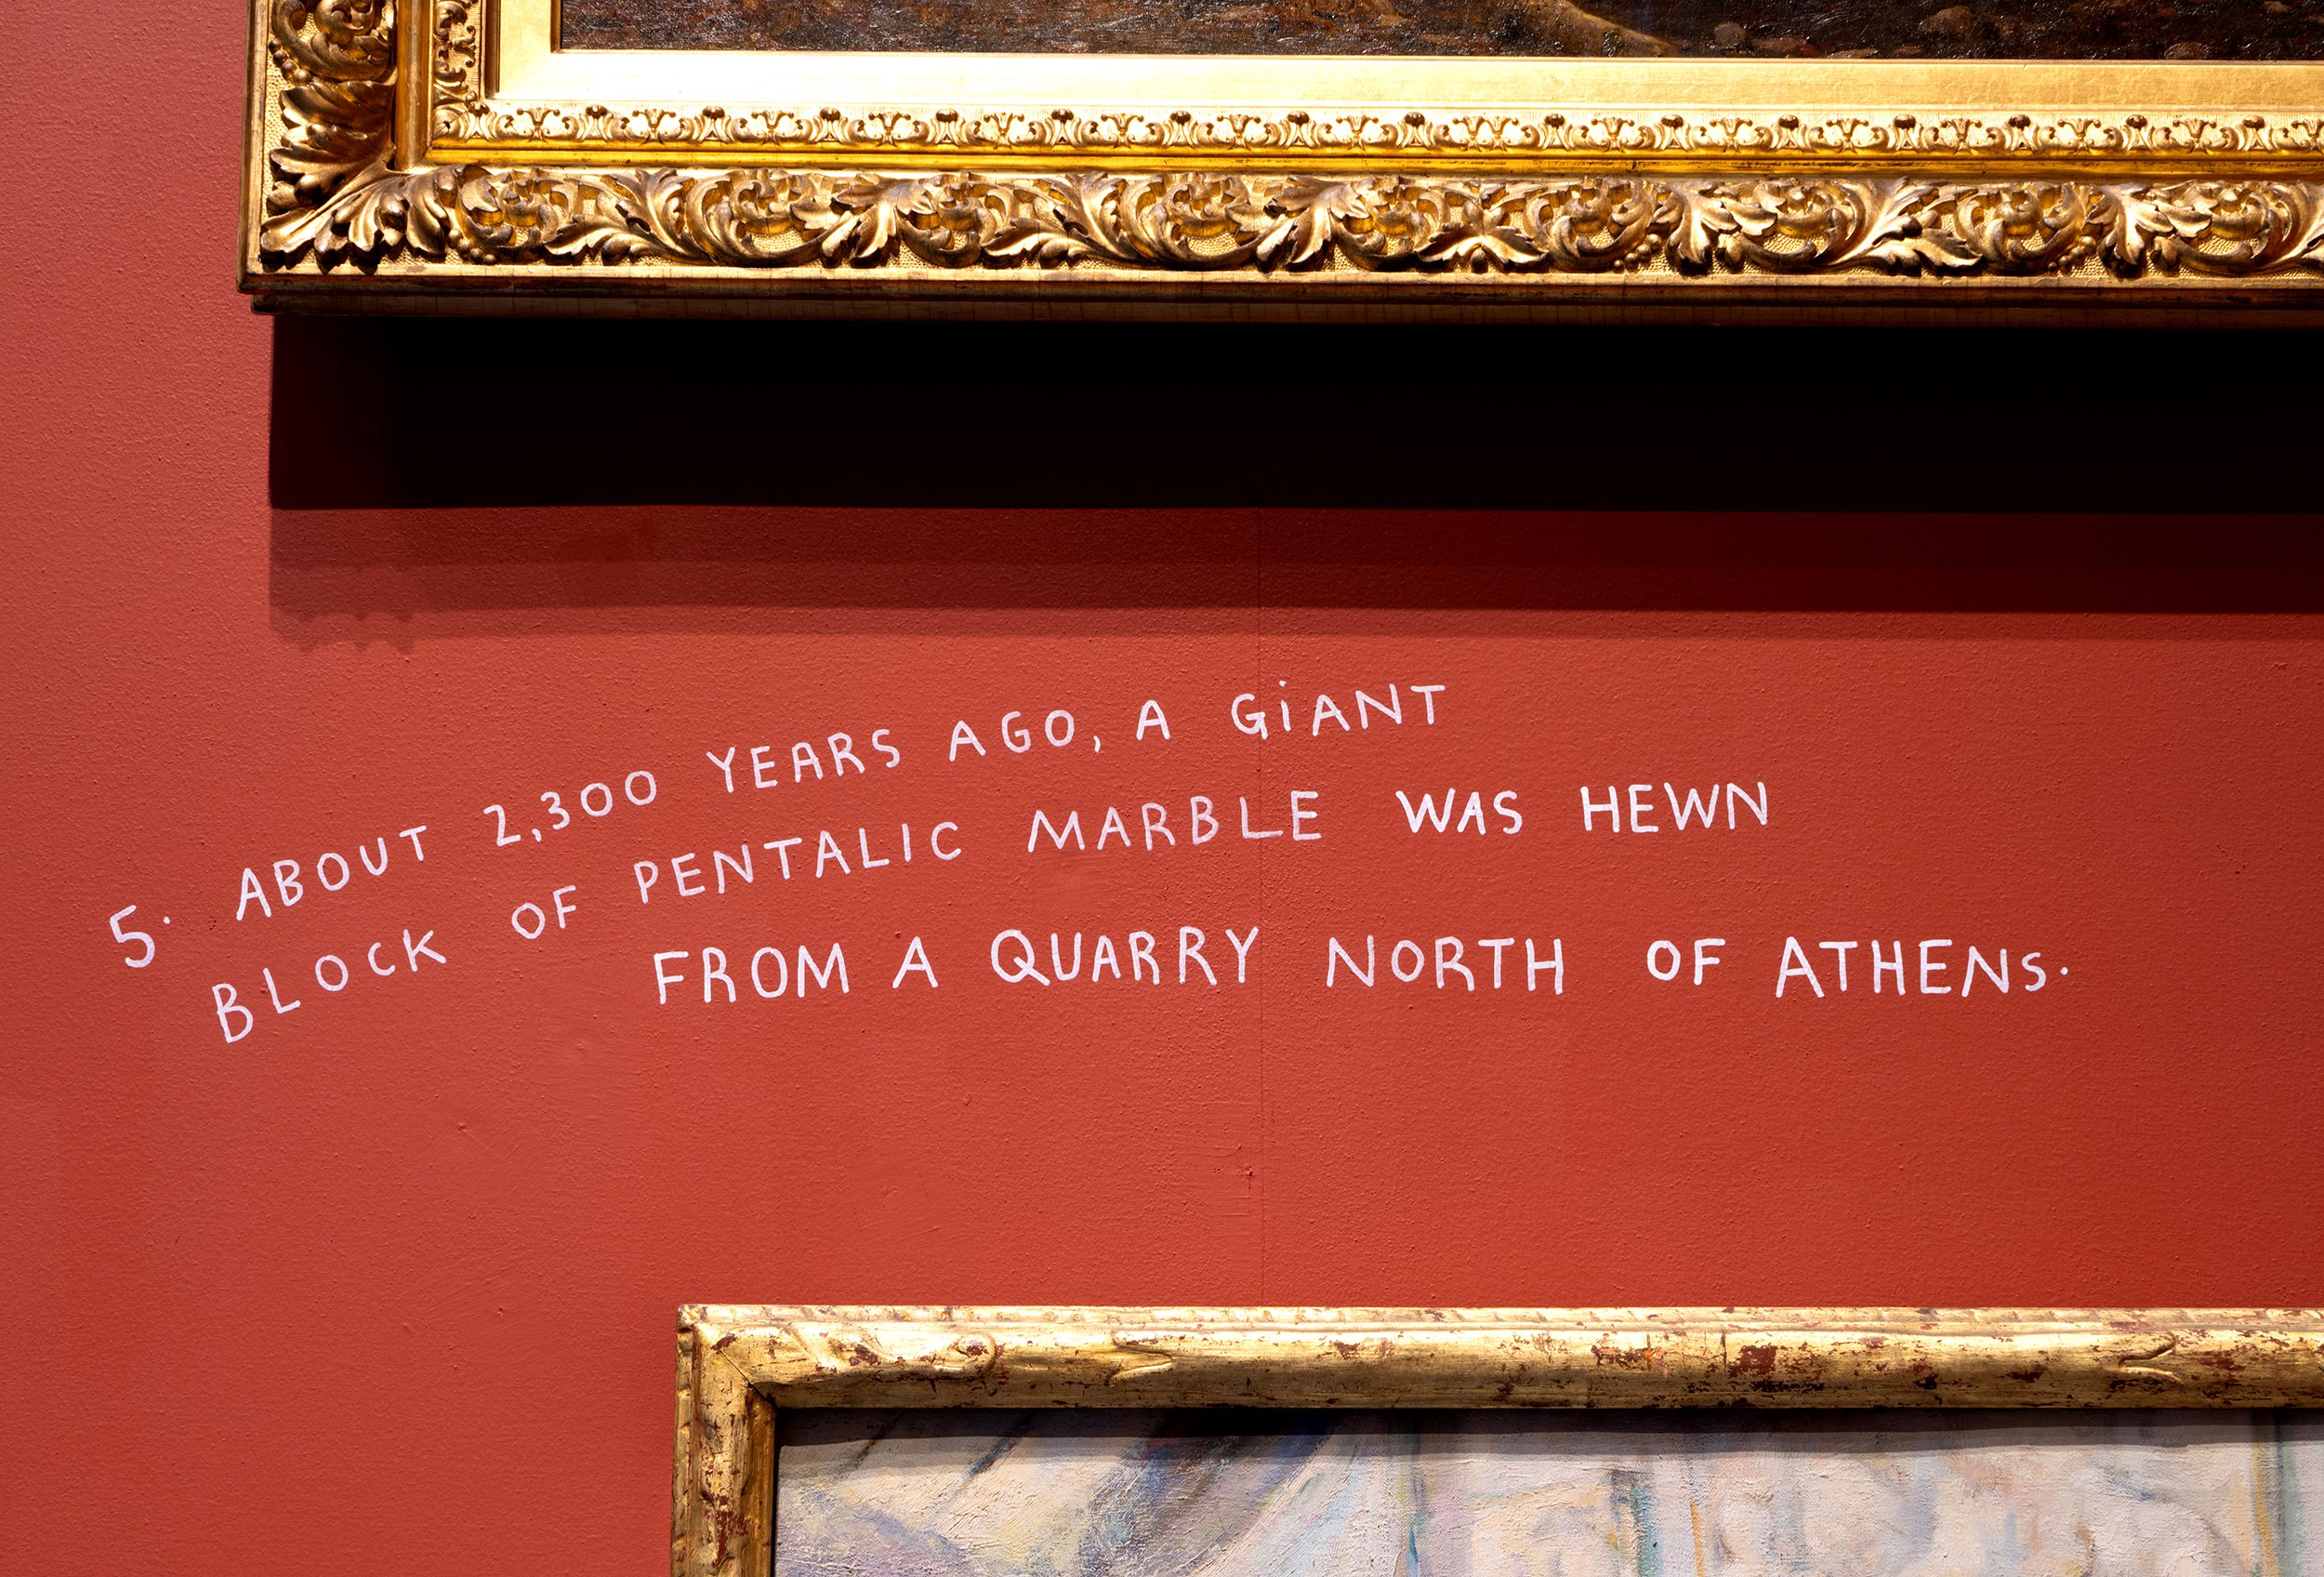 5. ABOUT 2,300 YEARS AGO, A GiANT
BLOCK OF PENTALIC MARBLE WAS HEWN
FROM A QUARRY NORTH OF ATHENS.